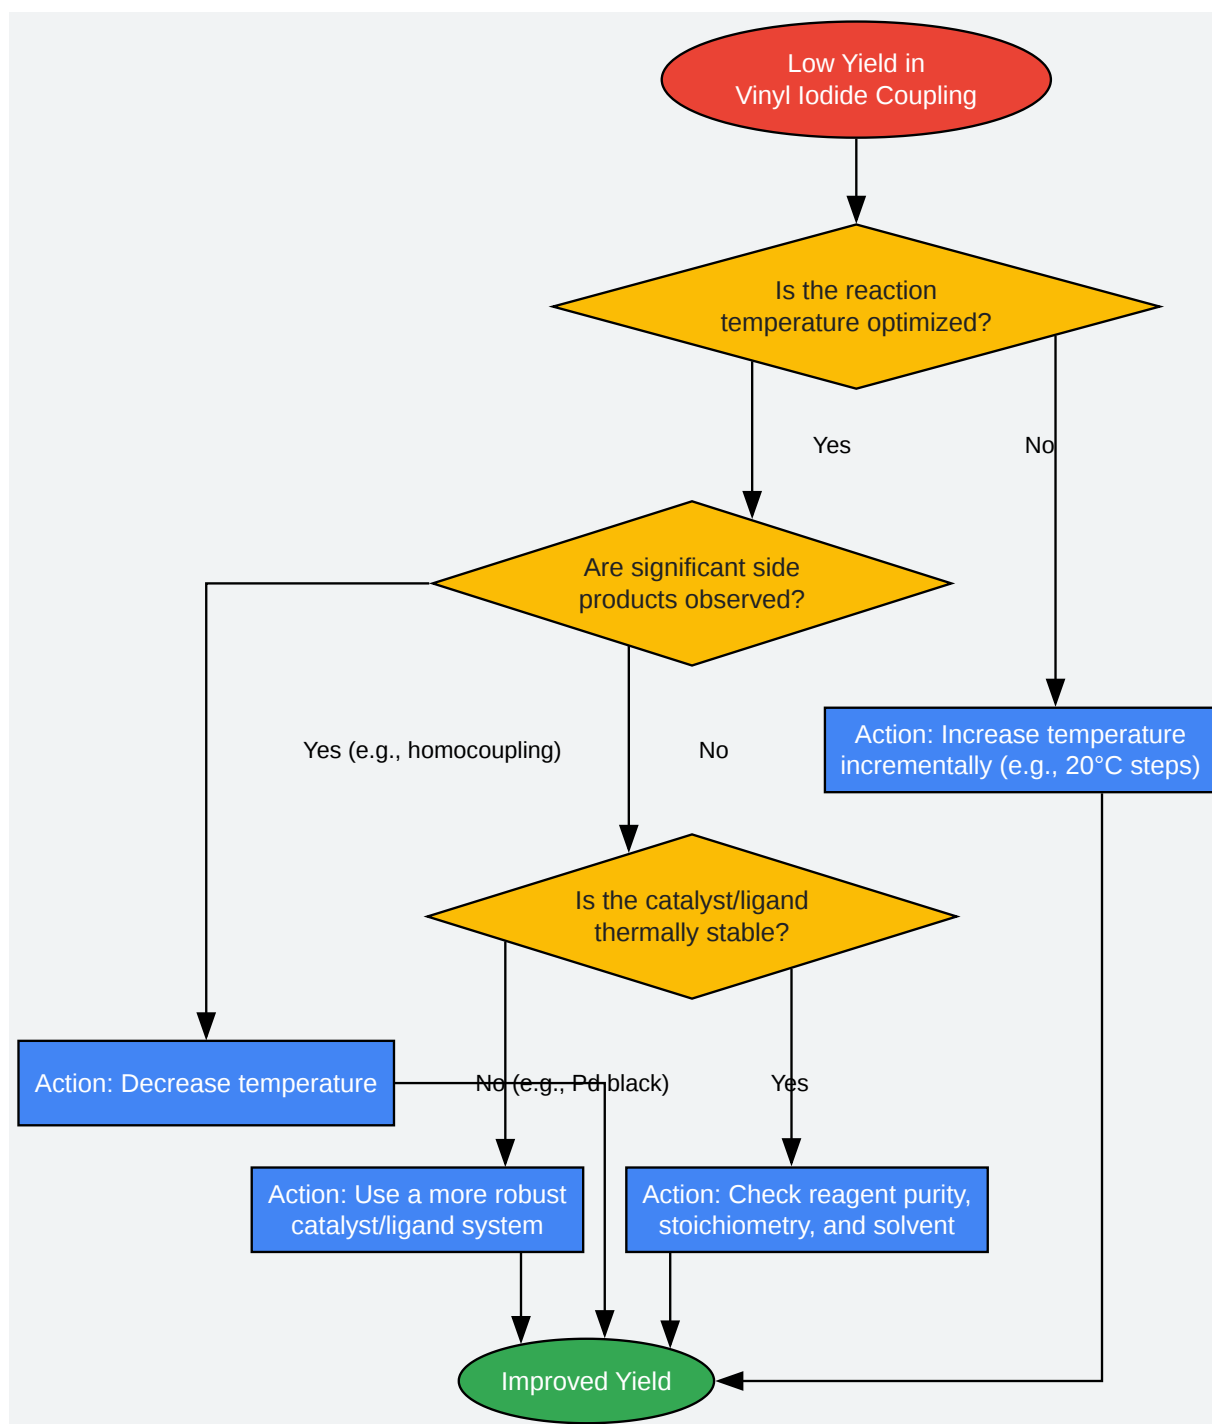 Low Yield in
Vinyl Iodide Coupling
Is the reaction
temperature optimized?
Yes
No
Are significant side
products observed?
Yes (e.g., homocoupling)
No
Action: Increase temperature
incrementally (e.g., 20°C steps)
Is the catalyst/ligand
thermally stable?
Action: Decrease temperature
No (e.g., Pd black)
Yes
Action: Use a more robust
catalyst/ligand system
Action: Check reagent purity,
stoichiometry, and solvent
Improved Yield